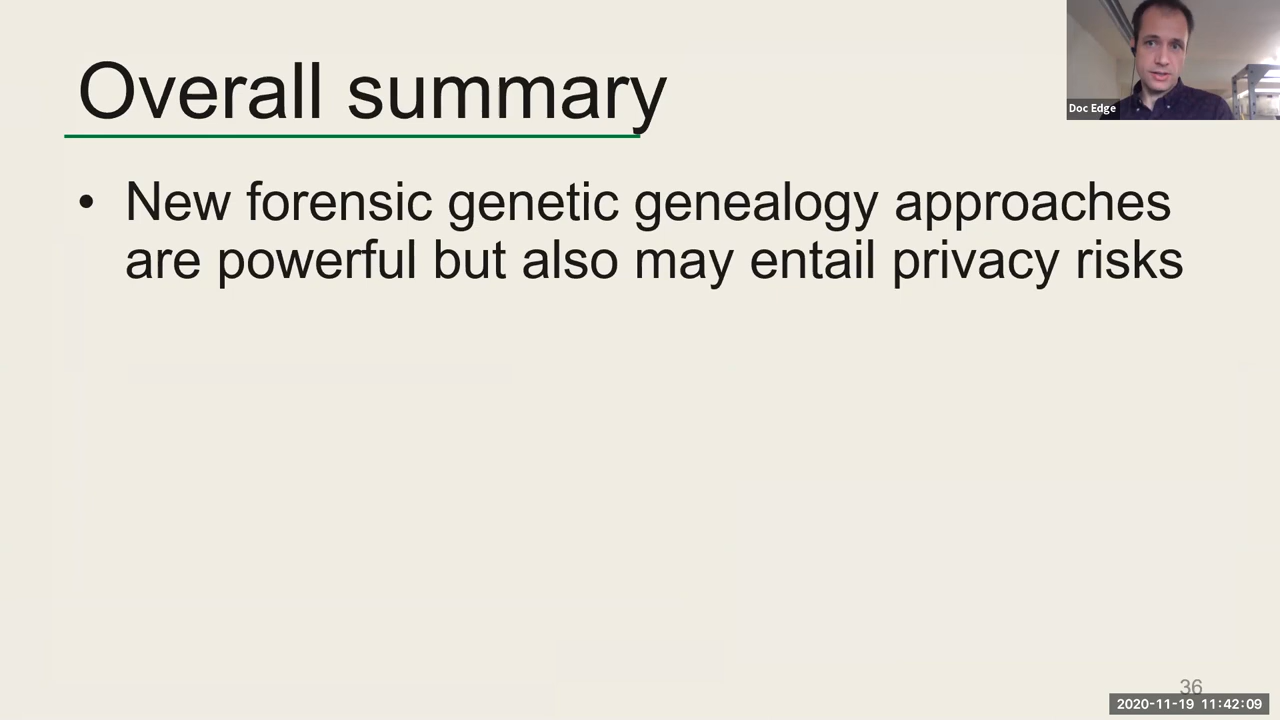 Overall summary
Doc Edge
• New forensic genetic genealogy approaches
are powerful but also may entail privacy risks
36
2020-11-19 11:42:09